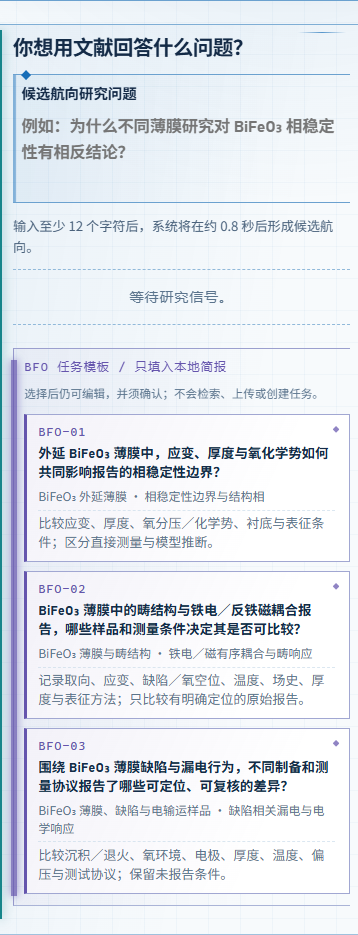 你想用文献回答什么问题?
候选航向研究问题
例如：为什么不同薄膜研究对 BiFeO₃ 相稳定
性有相反结论？
输入至少 12 个字符后，系统将在约 0.8 秒后形成候选航
向。
等待研究信号。
BFO 任务模板 / 只填入本地简报
选择后仍可编辑，并须确认；不会检索、上传或创建任务。
BFO-01
外延 BiFeO₃ 薄膜中，应变、厚度与氧化学势如何
共同影响报告的相稳定性边界？
BiFeO₃ 外延薄膜 · 相稳定性边界与结构相
比较应变、厚度、氧分压／化学势、衬底与表征条
件；区分直接测量与模型推断。
BFO-02
BiFeO₃ 薄膜中的畴结构与铁电／反铁磁耦合报
告，哪些样品和测量条件决定其是否可比较？
BiFeO₃ 薄膜与畴结构 · 铁电／磁有序耦合与畴响应
记录取向、应变、缺陷／氧空位、温度、场史、厚
度与表征方法；只比较有明确定位的原始报告。
BFO-03
围绕 BiFeO₃ 薄膜缺陷与漏电行为，不同制备和测
量协议报告了哪些可定位、可复核的差异？
BiFeO₃ 薄膜、缺陷与电输运样品 · 缺陷相关漏电与电
学响应
比较沉积／退火、氧环境、电极、厚度、温度、偏
压与测试协议；保留未报告条件。